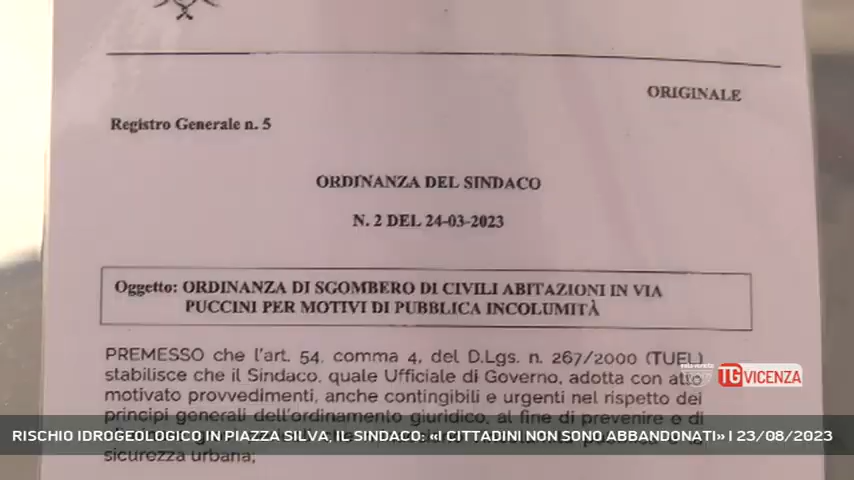 ORIGINALE
Registro Generale n. 5
ORDINANZA DEL SINDACO
N. 2 DEL 24-03-2023
Oggetto: ORDINANZA DI SGOMBERO DI CIVILI ABITAZIONI IN VIA
PUCCINI PER MOTIVI DI PUBBLICA INCOLUMITÀ
PREMESSO che l'art. 54, comma 4, del D.Lgs. n. 267/2000 (TUEL)
stabilisce che il Sindaco, quale Ufficiale di Governo, adotta con atto
motivato provvedimenti, anche contingibili e urgenti nel rispetto dei
principi generali dell'ordinamento giuridico, al fine di prevenire e di
sicurezza urbana;
TGVICENZA
RISCHIO IDROGEOLOGICO IN PIAZZA SILVA, IL SINDACO: «I CITTADINI NON SONO ABBANDONATI» | 23/08/2023